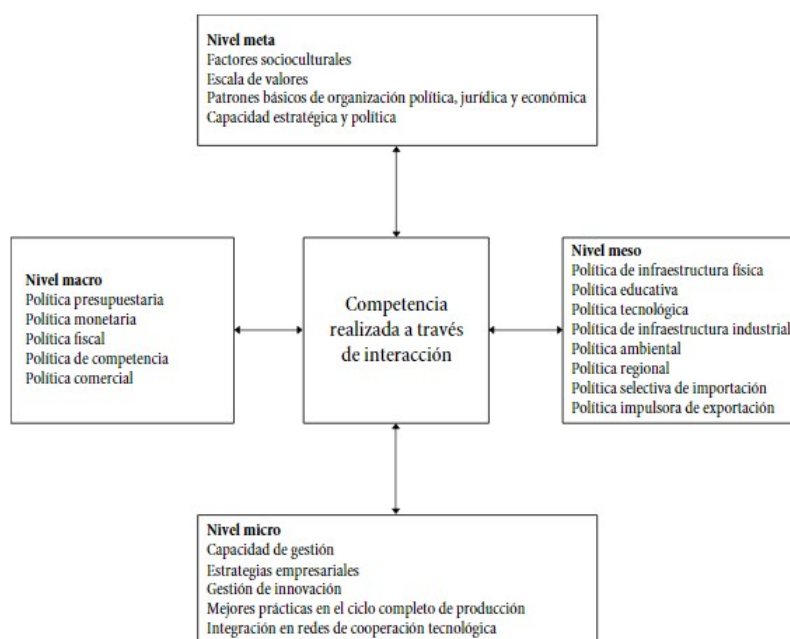 Nivel meta
Factores socioculturales
Escala de valores
Patrones básicos de organización política, jurídica y económica
Capacidad estratégica y política
Nivel macro
Política presupuestaria
Política monetaria
Política fiscal
Política de competencia
Política comercial
Competencia
realizada a través
de interacción
Nivel meso
Política de infraestructura física
Política educativa
Política tecnológica
Política de infraestructura industrial
Política ambiental
Política regional
Política selectiva de importación
Política impulsora de exportación
Nivel micro
Capacidad de gestión
Estrategias empresariales
Gestión de innovación
Mejores prácticas en el ciclo completo de producción
Integración en redes de cooperación tecnológica